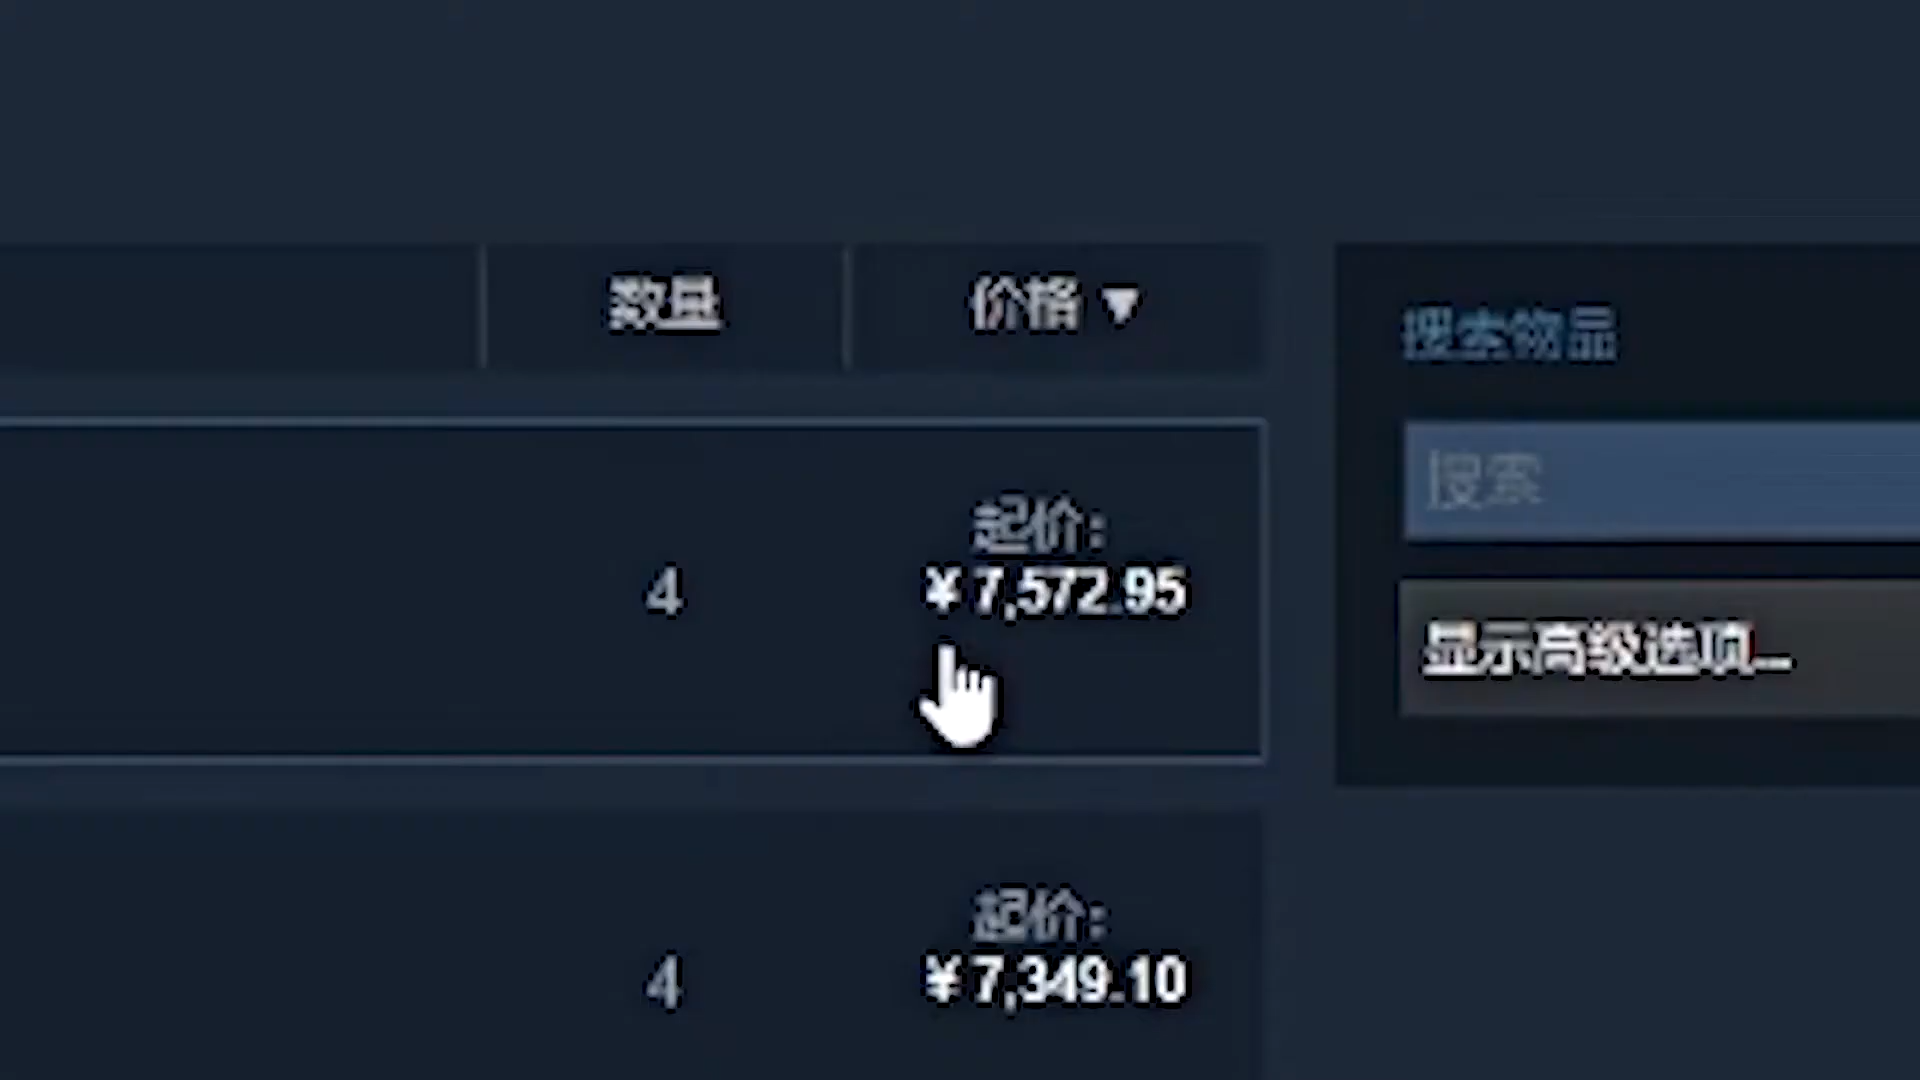 数量
价格 ▼
搜索物品
搜索
起价:
4
¥ 7,572.95
显示高级选项...
起价:
4
¥ 7,349.10